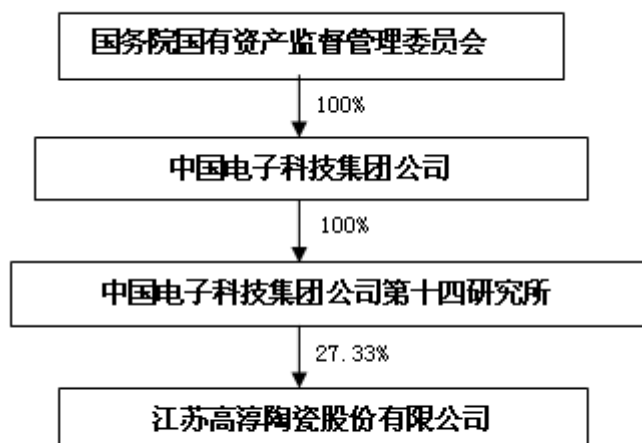 国务院国有资产监督管理委员会
100%
中国电子科技集团公司
100%
中国电子科技集团公司第十四研究所
27.33%
江苏高淳陶瓷股份有限公司